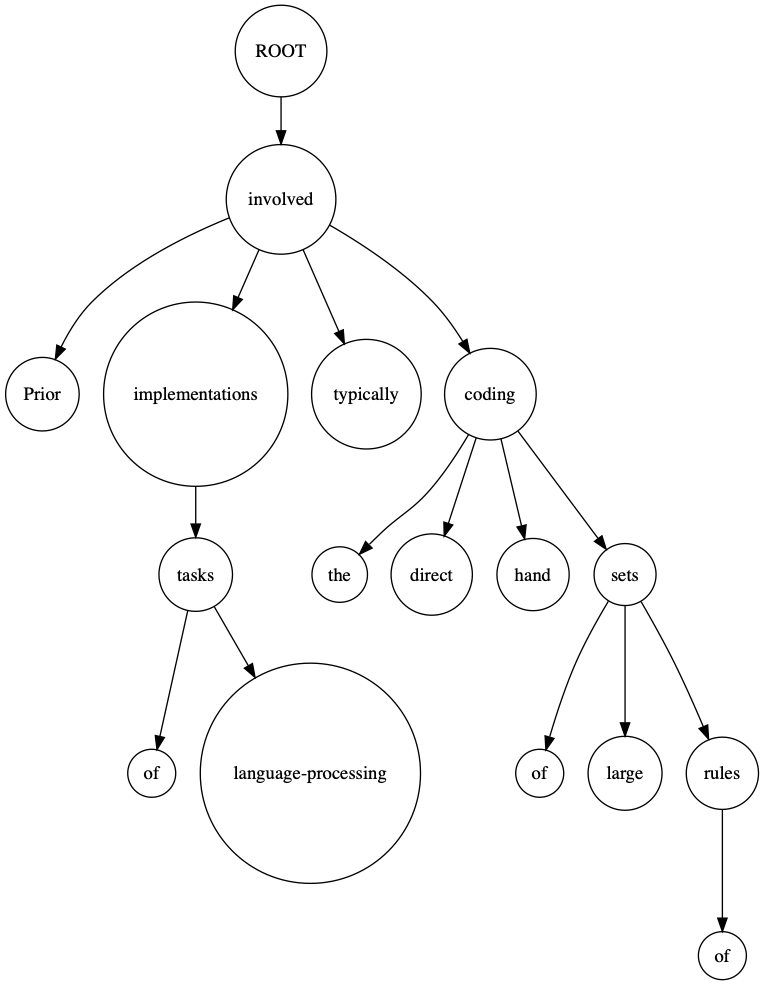 ROOT
involved
Prior
implementations
typically
coding
tasks
the
direct
hand
sets
of
language-processing
of
large
rules
of